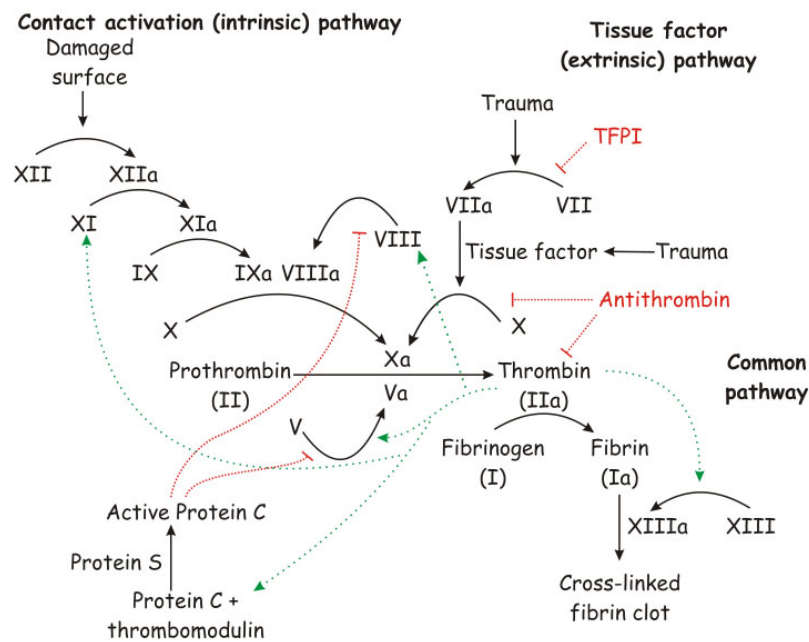 Contact activation (intrinsic) pathway
Damaged
surface
Tissue factor
(extrinsic) pathway
Trauma
TFPI
XII
XIIa
VIIa
VII
XI
XIa
VIII
Tissue factor
Trauma
IX
IXa
VIIIa
Antithrombin
X
X
Xa
Prothrombin
(II)
Va
Thrombin
(IIa)
Common
pathway
V
Fibrinogen
(I)
Fibrin
(Ia)
Active Protein C
XIIIa
XIII
Protein S
Protein C +
thrombomodulin
Cross-linked
fibrin clot